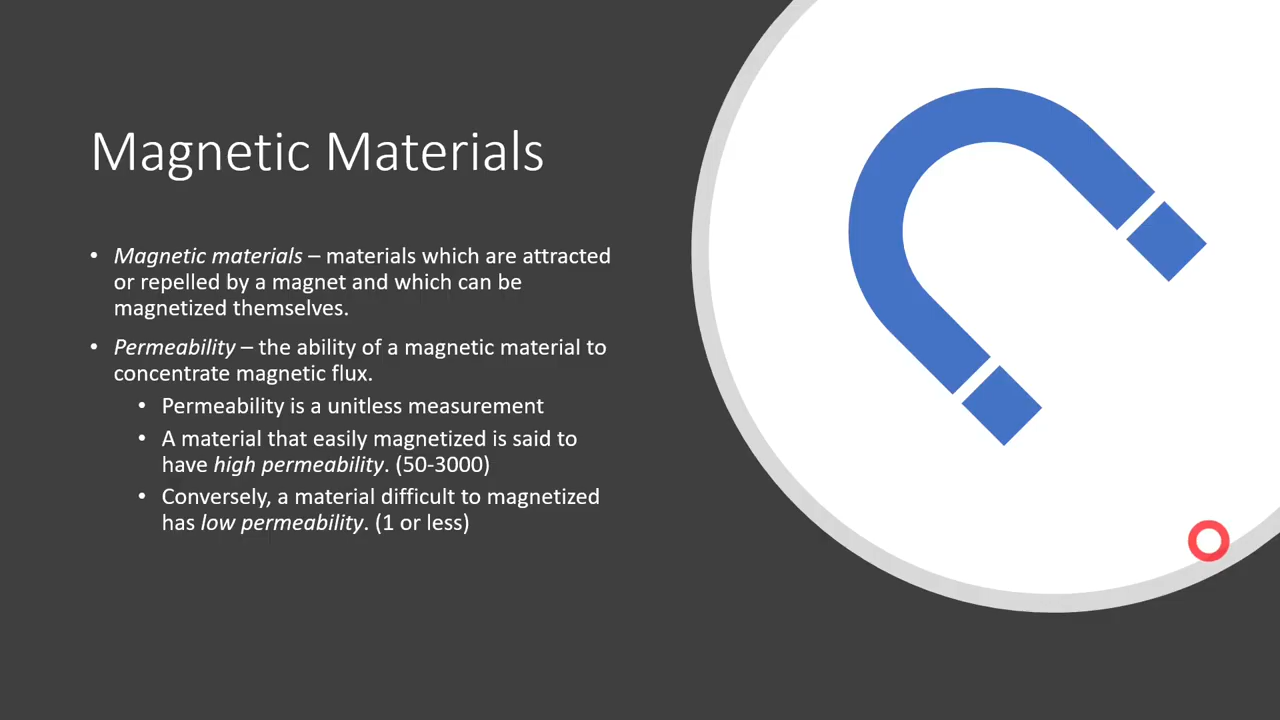 Magnetic Materials
• Magnetic materials – materials which are attracted
or repelled by a magnet and which can be
magnetized themselves.
• Permeability – the ability of a magnetic material to
concentrate magnetic flux.
• Permeability is a unitless measurement
• A material that easily magnetized is said to
have high permeability. (50-3000)
• Conversely, a material difficult to magnetized
has low permeability. (1 or less)